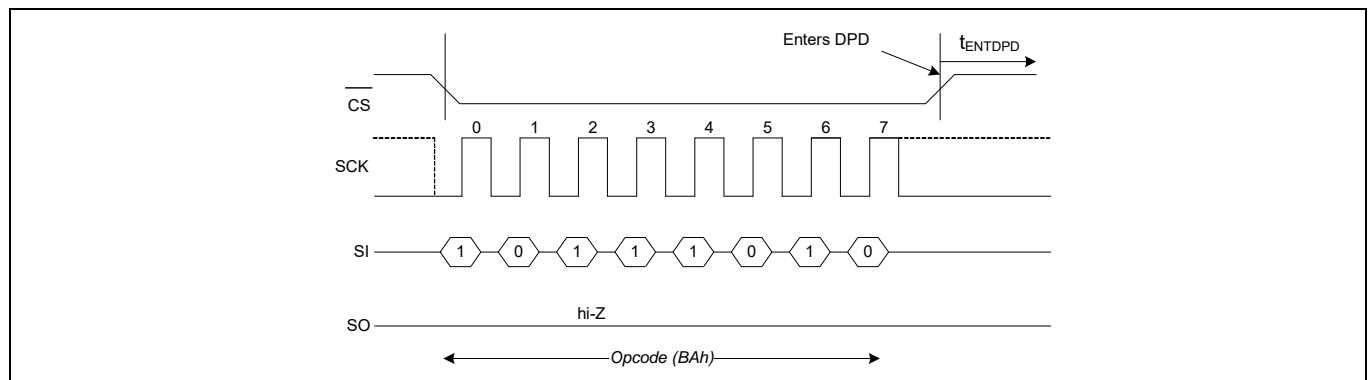 Enters DPD
tENTDPD
CS
0 1 2 3 4 5 6 7
SCK
SI 1 0 1 1 1 0 1 0
hi-Z
SO
Opcode (BAh)